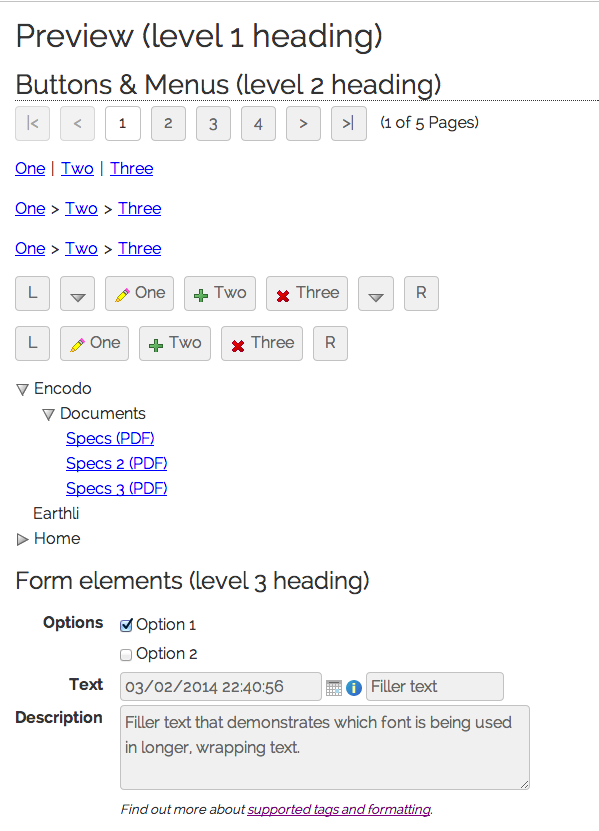 Preview (level 1 heading)
Buttons & Menus (level 2 heading)
|< < 1 2 3 4 > >| (1 of 5 Pages)
One | Two | Three
One > Two > Three
One > Two > Three
L One Two Three R
L One Two Three R
Encodo
Documents
Specs (PDF)
Specs 2 (PDF)
Specs 3 (PDF)
Earthli
Home
Form elements (level 3 heading)
Options Option 1
Option 2
Text 03/02/2014 22:40:56 Filler text
Description Filler text that demonstrates which font is being used
in longer, wrapping text.
Find out more about supported tags and formatting.